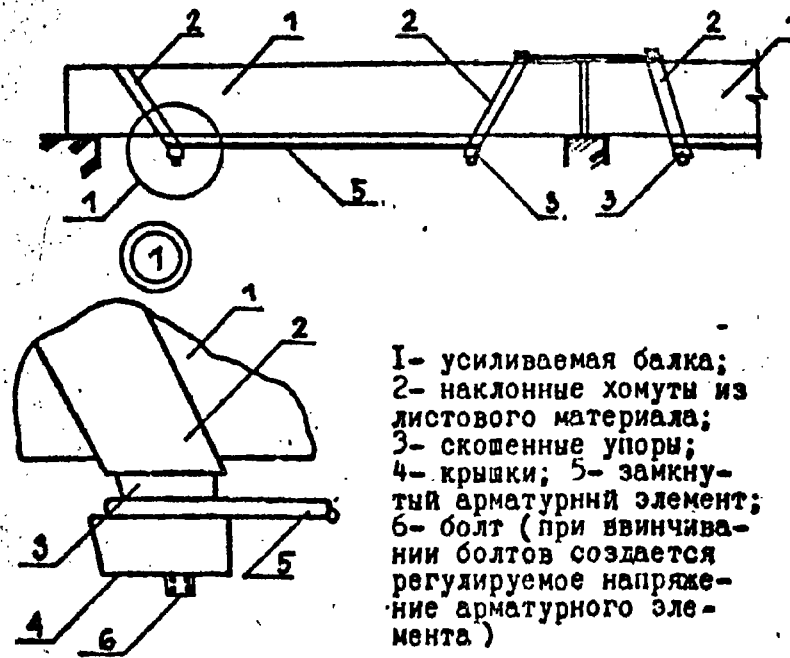 2 1 2 2 1
1 5 3 3
1
1
2
3
5
4
6
I- усиливаемая балка;
2- наклонные хомуты из
листового материала;
3- скошенные упоры;
4- крышки; 5- замкну-
тый арматурний элемент;
6- болт (при ввинчива-
нии болтов создается
регулируемое напряже-
ние арматурного эле-
мента)